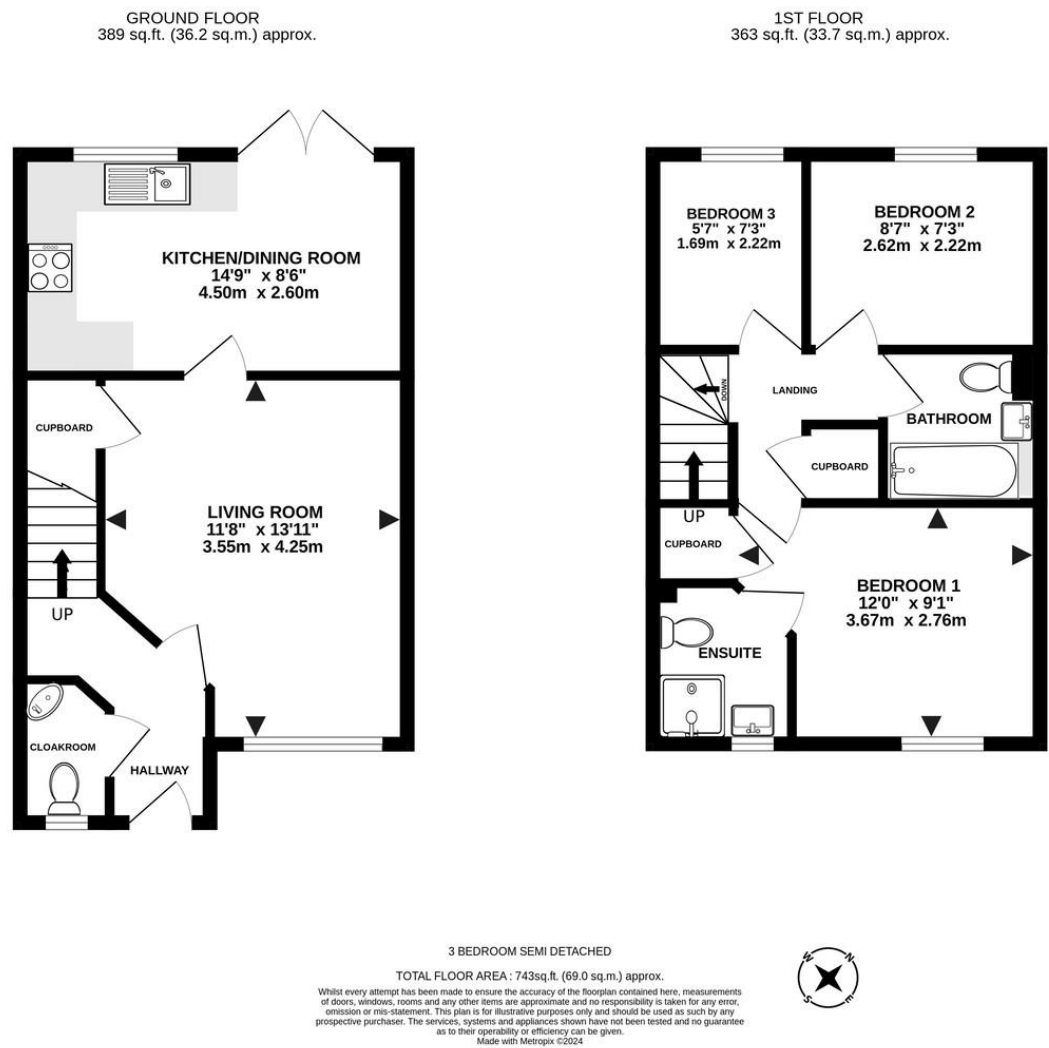 GROUND FLOOR
389 sq.ft. (36.2 sq.m.) approx.
1ST FLOOR
363 sq.ft. (33.7 sq.m.) approx.
KITCHEN/DINING ROOM
14'9" x 8'6"
4.50m x 2.60m
CUPBOARD
LIVING ROOM
11'8" x 13'11"
3.55m x 4.25m
UP
CLOAKROOM
HALLWAY
BEDROOM 3
5'7" x 7'3"
1.69m x 2.22m
BEDROOM 2
8'7" x 7'3"
2.62m x 2.22m
DOWN
LANDING
BATHROOM
CUPBOARD
UP
CUPBOARD
BEDROOM 1
12'0" x 9'1"
3.67m x 2.76m
ENSUITE
3 BEDROOM SEMI DETACHED
TOTAL FLOOR AREA : 743sq.ft. (69.0 sq.m.) approx.
Whilst every attempt has been made to ensure the accuracy of the floorplan contained here, measurements
of doors, windows, rooms and any other items are approximate and no responsibility is taken for any error,
omission or mis-statement. This plan is for illustrative purposes only and should be used as such by any
prospective purchaser. The services, systems and appliances shown have not been tested and no guarantee
as to their operability or efficiency can be given.
Made with Metropix ©2024
W
N
S
E